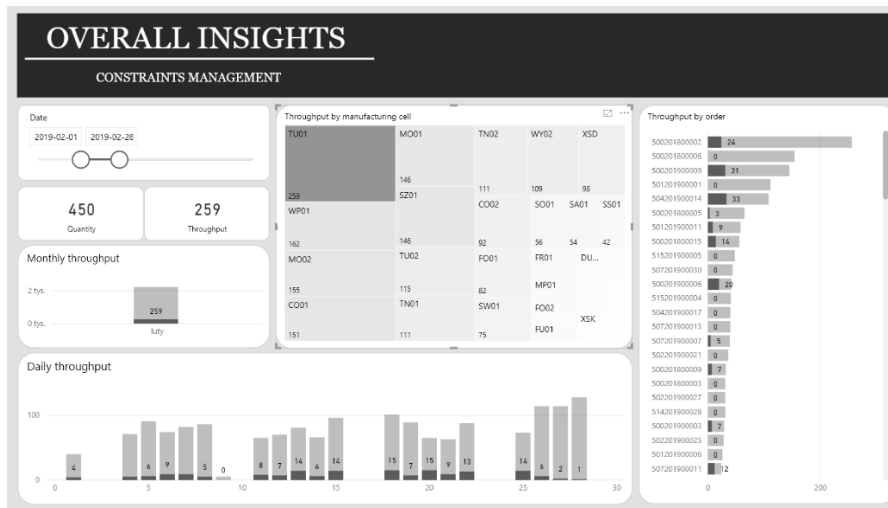 OVERALL INSIGHTS
CONSTRAINTS MANAGEMENT
Date
2019-02-01 2019-02-28
450
Quantity
259
Throughput
Monthly throughput
2 tys.
0 tys.
259
luty
Throughput by manufacturing cell
TU01
259
WP01
162
MO02
155
CO01
151
MO01
146
SZ01
146
TU02
115
TN01
111
TN02
111
CO02
92
FO01
82
SW01
75
WY02
109
XSD
98
SO01
56
SA01
54
SS01
42
FR01
DU...
MP01
FO02
FU01
XSK
Throughput by order
500201800002 24
500201800006 0
500201900009 31
501201900001 0
504201900014 33
500201800005 3
501201900011 9
500201800015 14
515201900005 0
507201900030 0
500201900006 20
515201900004 0
504201900017 0
507201900013 0
507201900007 5
502201900021 0
500201800009 7
500201800003 0
502201900027 0
514201900028 0
500201900003 7
502201900025 0
501201900006 0
507201900011 12
0 200
Daily throughput
100
0
4 6 9 5 0 8 7 14 6 14 15 7 15 9 13 14 6 2 1
0 5 10 15 20 25 30